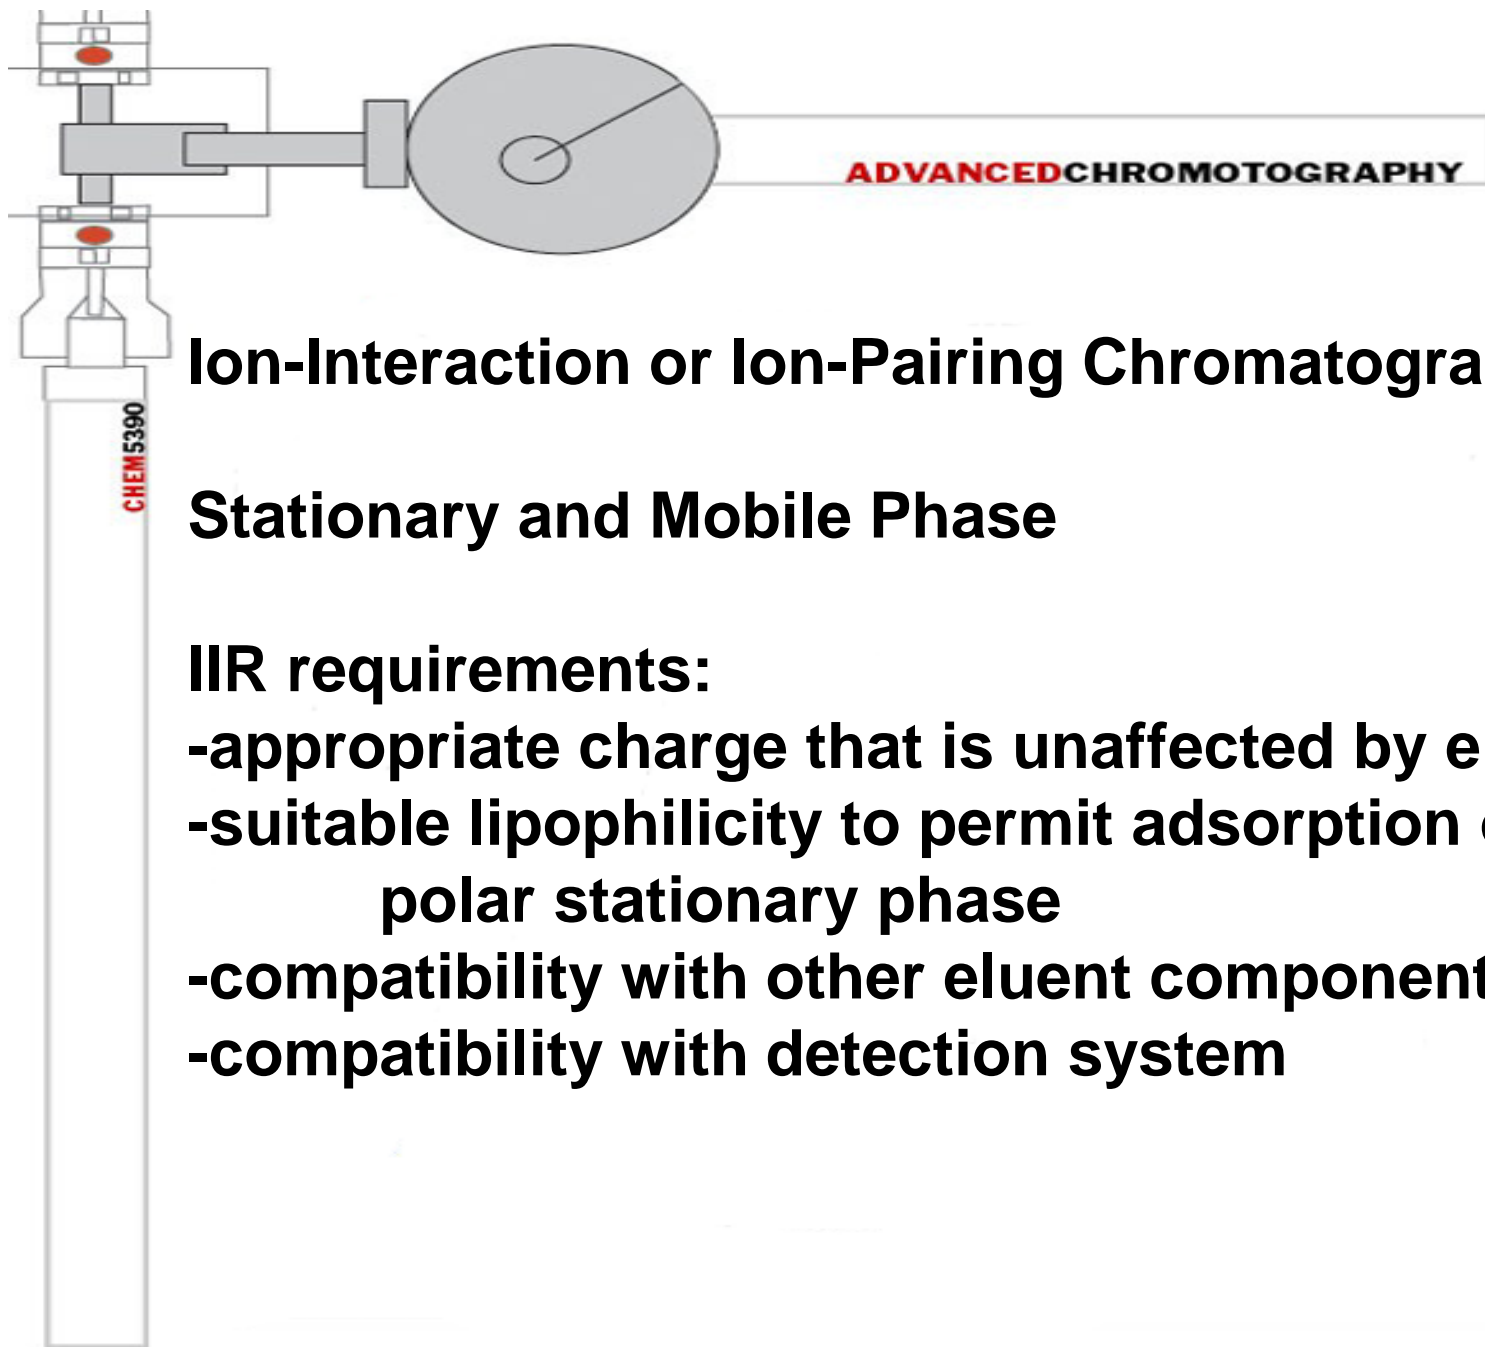 ADVANCEDCHROMOTOGRAPHY
Ion-Interaction or Ion-Pairing Chromatogra
CHEM5390
Stationary and Mobile Phase
IIR requirements:
-appropriate charge that is unaffected by e
-suitable lipophilicity to permit adsorption
polar stationary phase
-compatibility with other eluent component
-compatibility with detection system